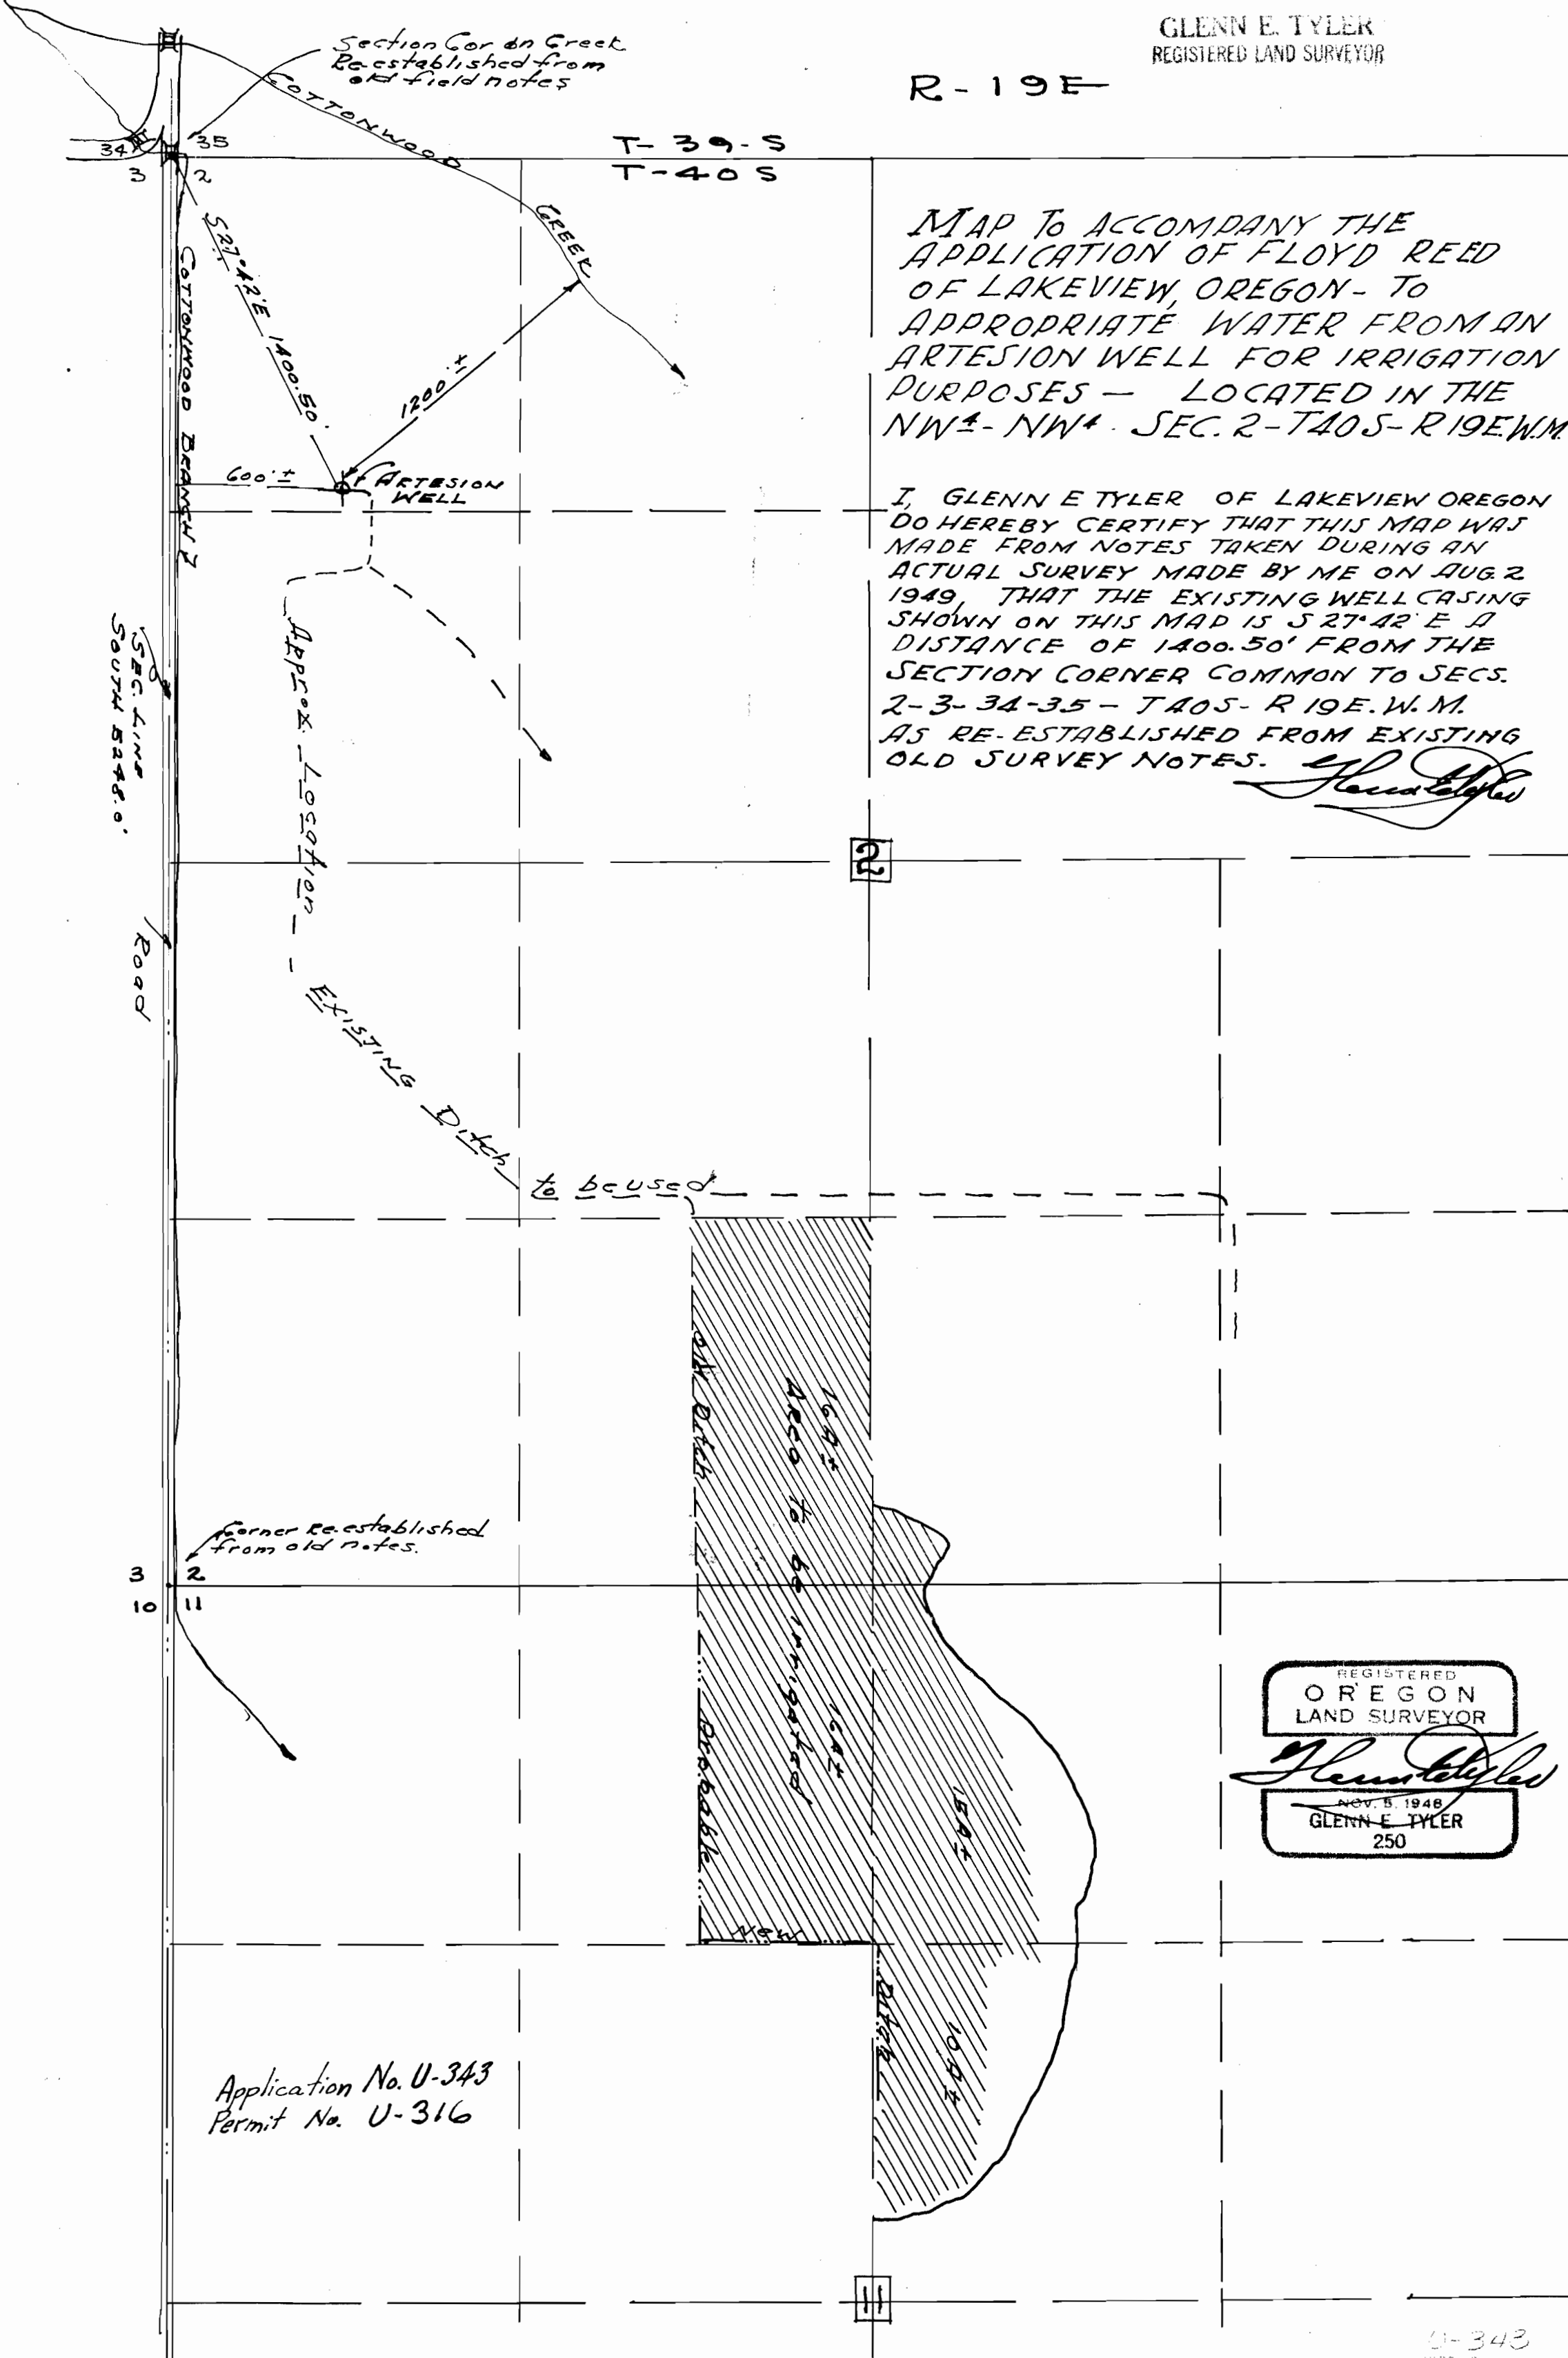 GLENN E. TYLER
REGISTERED LAND SURVEYOR
R-19E
Section Cor on Creek
Re established from
old field notes
COTTONWOOD
CREEK
T-39-S
T-40S
34
35
3
2
MAP TO ACCOMPANY THE
APPLICATION OF FLOYD REED
OF LAKEVIEW, OREGON- TO
APPROPRIATE WATER FROM AN
ARTESION WELL FOR IRRIGATION
PURPOSES — LOCATED IN THE
NW⁴- NW⁴. SEC. 2-T40S-R19E.W.M.
S27°42'E 1400.50'
COTTONWOOD BRANCH
1200'±
600'±
ARTESION
WELL
I, GLENN E TYLER OF LAKEVIEW OREGON
DO HEREBY CERTIFY THAT THIS MAP WAS
MADE FROM NOTES TAKEN DURING AN
ACTUAL SURVEY MADE BY ME ON AUG. 2
1949, THAT THE EXISTING WELL CASING
SHOWN ON THIS MAP IS S 27°42' E A
DISTANCE OF 1400.50' FROM THE
SECTION CORNER COMMON TO SECS.
2-3-34-35 - T40S- R 19E. W. M.
AS RE-ESTABLISHED FROM EXISTING
OLD SURVEY NOTES.
SEC. LINE
SOUTH 5248.0'
Road
Approx Location
Existing Ditch
to be used
2
old Ditch
16A±
Area to be irrigated
Corner Re-established
from old notes.
3
2
10
11
16A±
Probable
15A±
New
Ditch
10A±
REGISTERED
OREGON
LAND SURVEYOR
NOV. 5, 1948
GLENN E. TYLER
250
Application No. U-343
Permit No. U-316
11
U-343